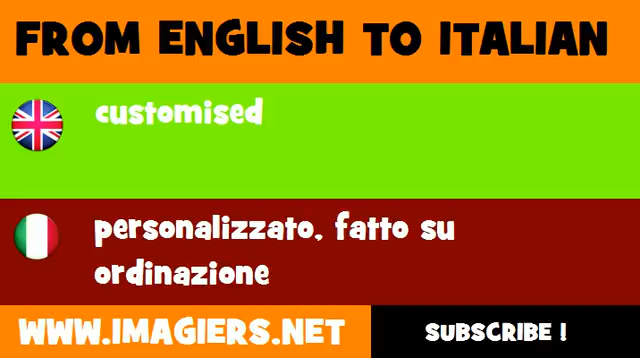 FROM ENGLISH TO ITALIAN
customised
personalizzato, fatto su
ordinazione
WWW.IMAGIERS.NET
SUBSCRIBE !